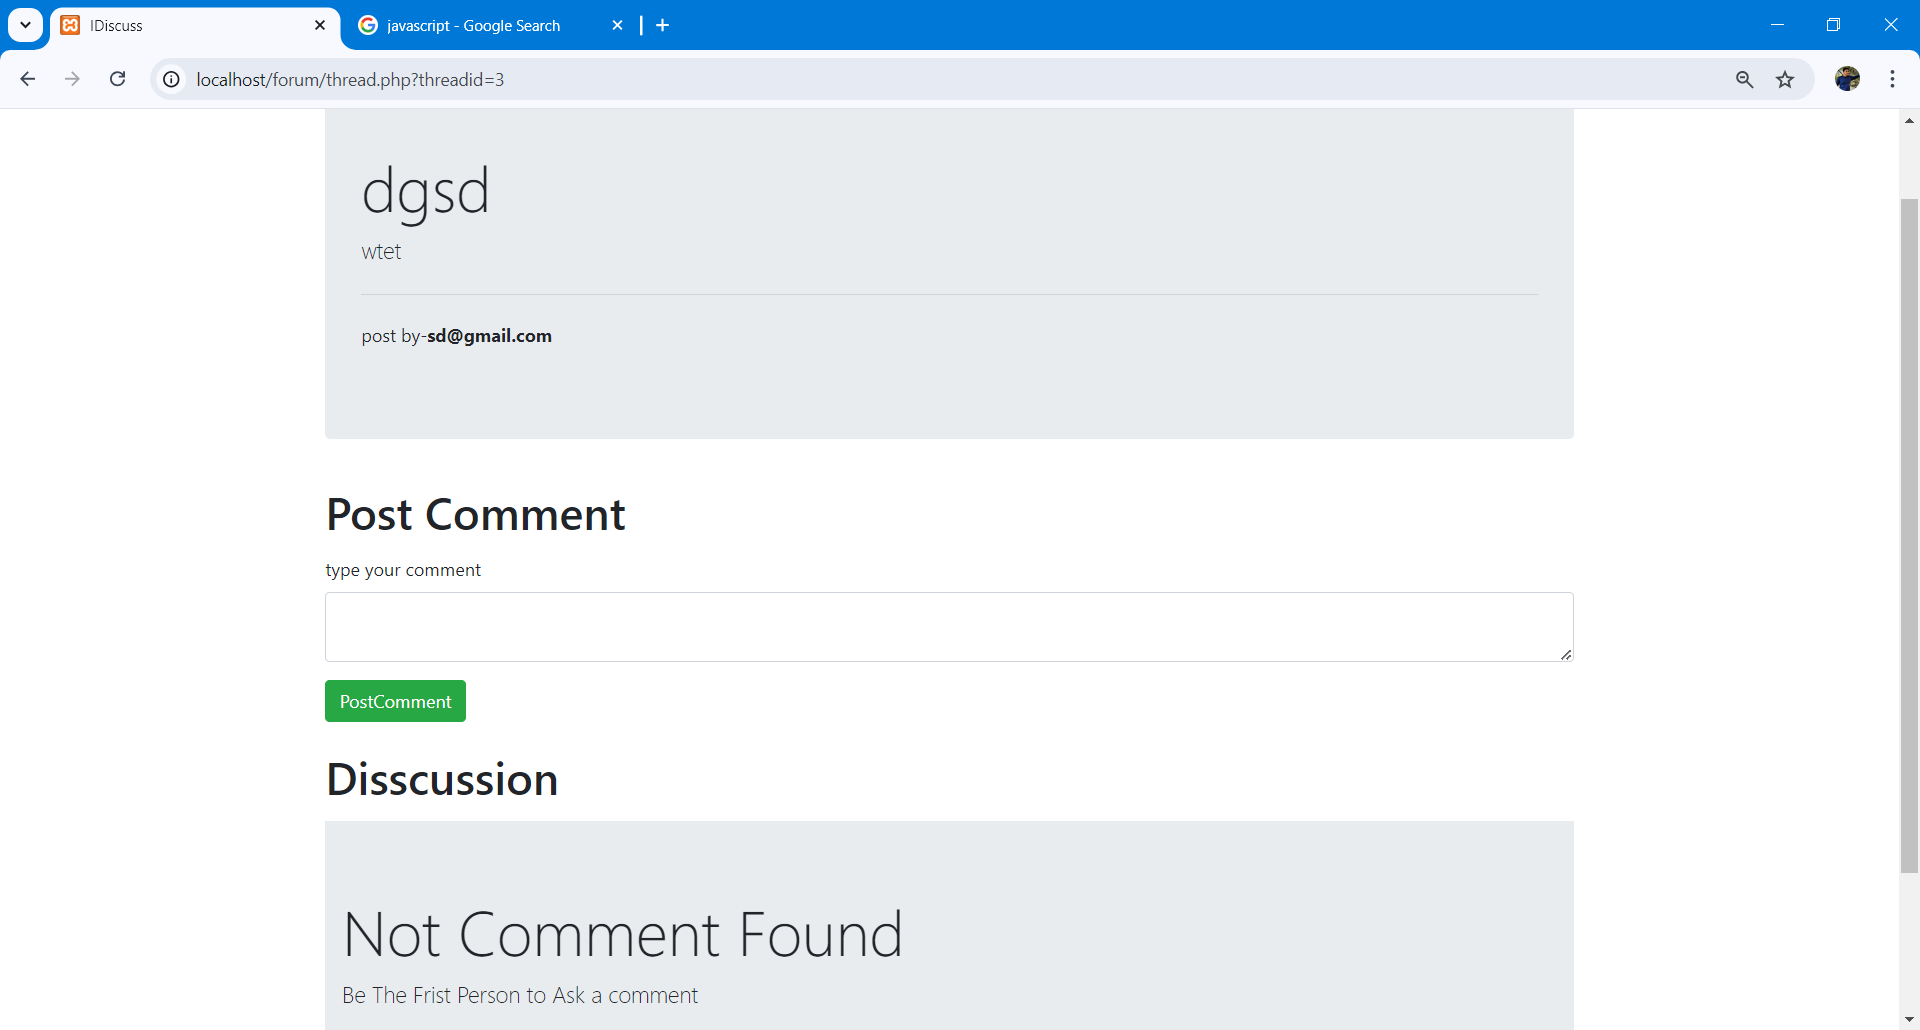 IDiscuss
javascript - Google Search
localhost/forum/thread.php?threadid=3
dgsd
wtet
post by-sd@gmail.com
Post Comment
type your comment
PostComment
Disscussion
Not Comment Found
Be The Frist Person to Ask a comment